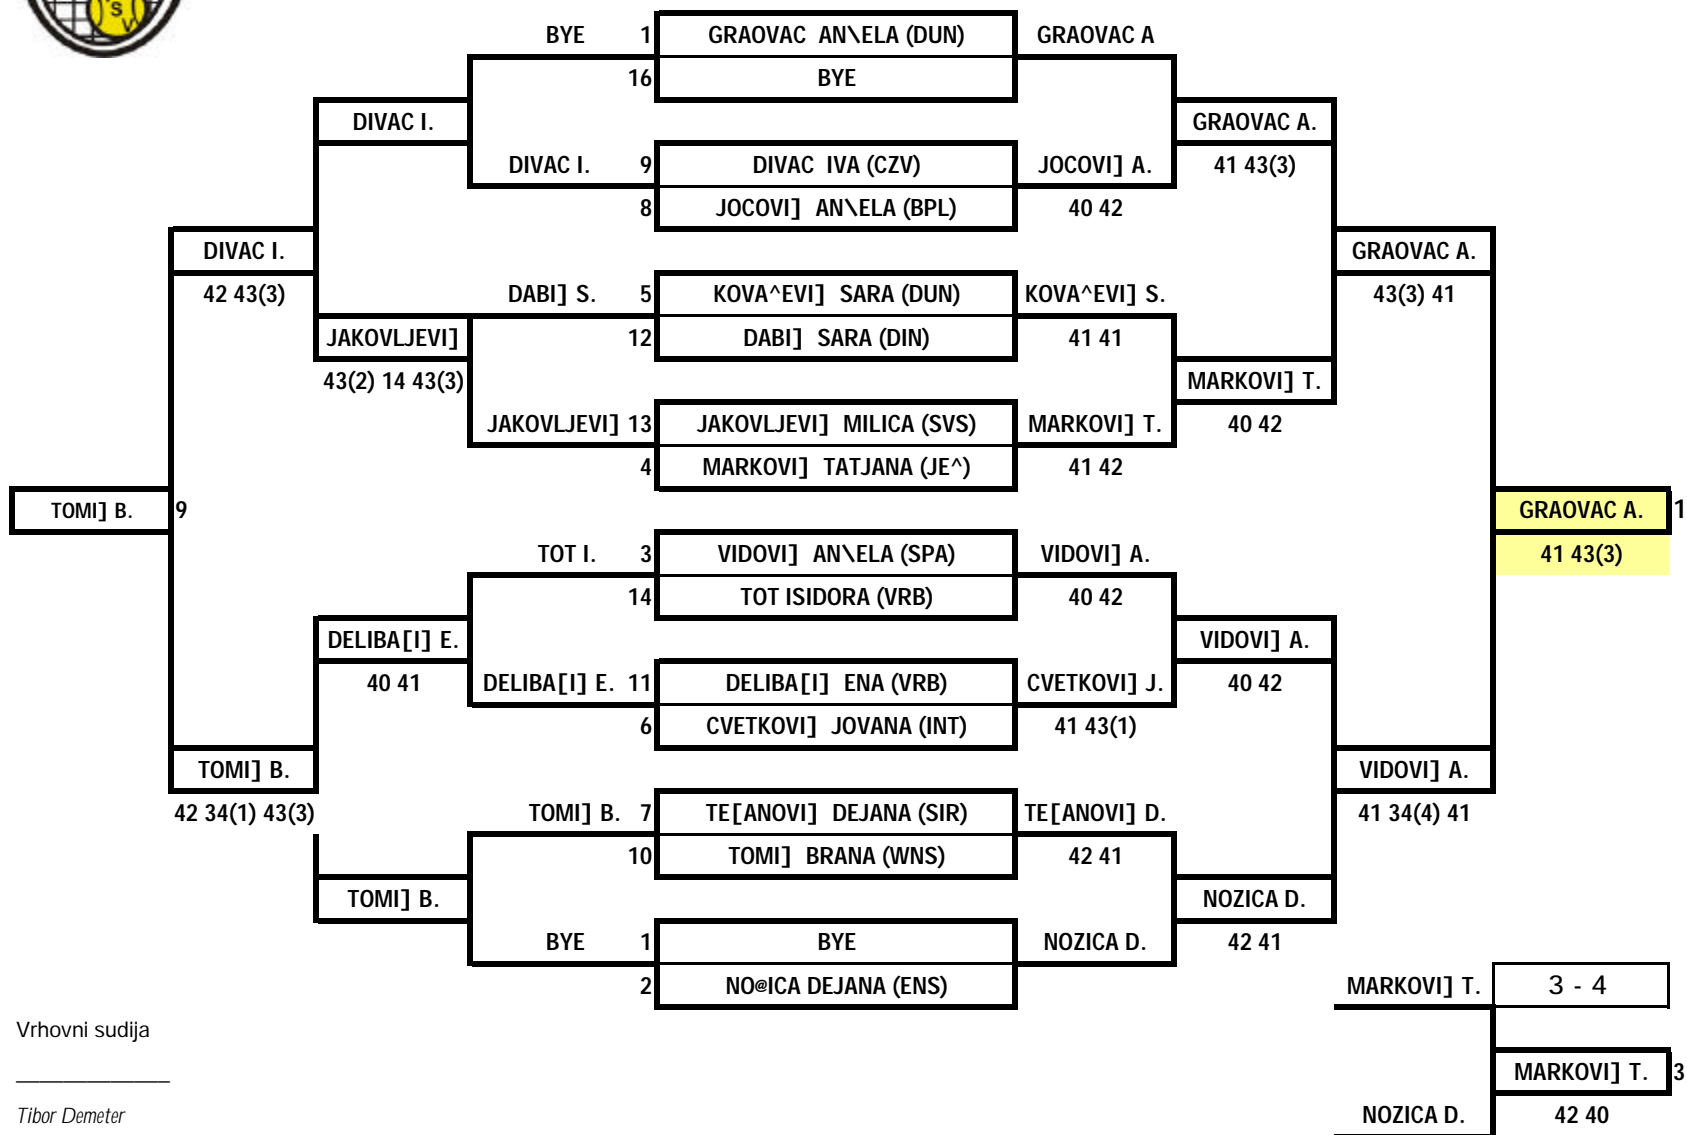 'S
V
BYE 1 GRAOVAC AN\ELA (DUN) GRAOVAC A
16 BYE
DIVAC I. GRAOVAC A.
DIVAC I. 9 DIVAC IVA (CZV) JOCOVI] A. 41 43(3)
8 JOCOVI] AN\ELA (BPL) 40 42
DIVAC I. GRAOVAC A.
42 43(3) DABI] S. 5 KOVA^EVI] SARA (DUN) KOVA^EVI] S. 43(3) 41
JAKOVLJEVI] 12 DABI] SARA (DIN) 41 41
43(2) 14 43(3) MARKOVI] T.
JAKOVLJEVI] 13 JAKOVLJEVI] MILICA (SVS) MARKOVI] T. 40 42
4 MARKOVI] TATJANA (JE^) 41 42
TOMI] B. 9 GRAOVAC A. 1
TOT I. 3 VIDOVI] AN\ELA (SPA) VIDOVI] A. 41 43(3)
14 TOT ISIDORA (VRB) 40 42
DELIBA[I] E. VIDOVI] A.
40 41 DELIBA[I] E. 11 DELIBA[I] ENA (VRB) CVETKOVI] J. 40 42
6 CVETKOVI] JOVANA (INT) 41 43(1)
TOMI] B. VIDOVI] A.
42 34(1) 43(3) TOMI] B. 7 TE[ANOVI] DEJANA (SIR) TE[ANOVI] D. 41 34(4) 41
10 TOMI] BRANA (WNS) 42 41
TOMI] B. NOZICA D.
BYE 1 BYE NOZICA D. 42 41
2 NO@ICA DEJANA (ENS) MARKOVI] T. 3 - 4
Vrhovni sudija
MARKOVI] T. 3
Tibor Demeter NOZICA D. 42 40